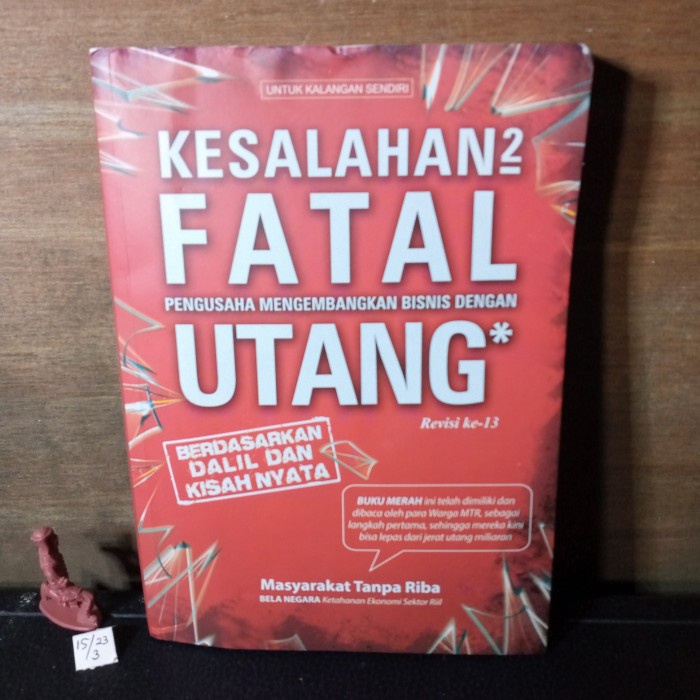 UNTUK KALANGAN SENDIRI
KESALAHAN2
FATAL
PENGUSAHA MENGEMBANGKAN BISNIS DENGAN
UTANG*
Revisi ke-13
BERDASARKAN
DALIL DAN
KISAH NYATA
BUKU MERAH ini telah dimiliki dan
dibaca oleh para Warga MTR, sebagai
langkah pertama, sehingga mereka kini
bisa lepas dari jerat utang miliaran
Masyarakat Tanpa Riba
BELA NEGARA Ketahanan Ekonomi Sektor Riil
15/23
/3